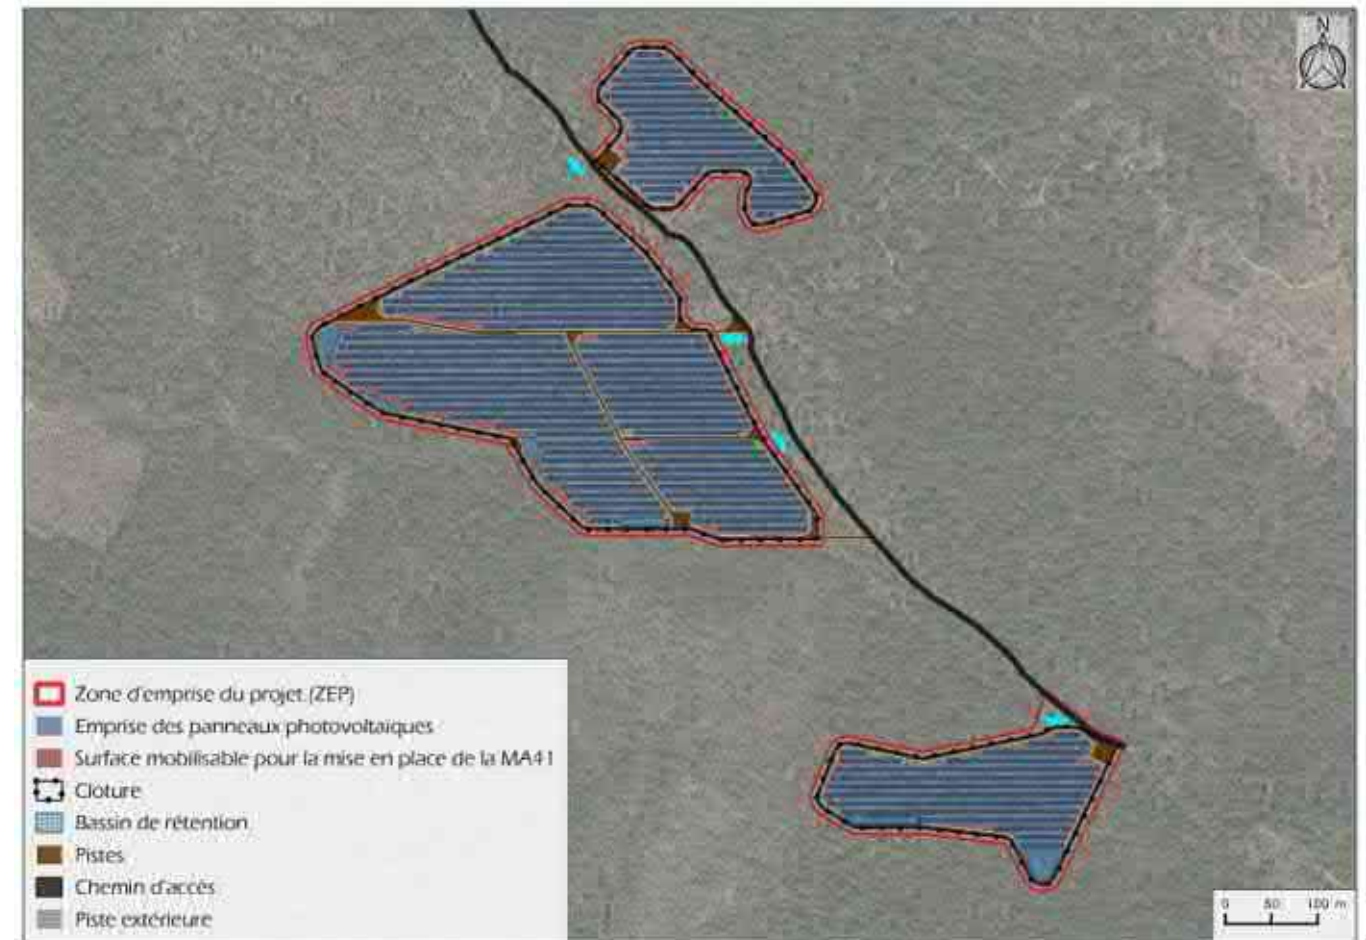 N
Zone d'emprise du projet (ZEP)
Emprise des panneaux photovoltaïques
Surface mobilisable pour la mise en place de la MA41
Cloture
Bassin de rétention
Pistes
Chemin d'accès
Piste extérieure
0 50 100 m